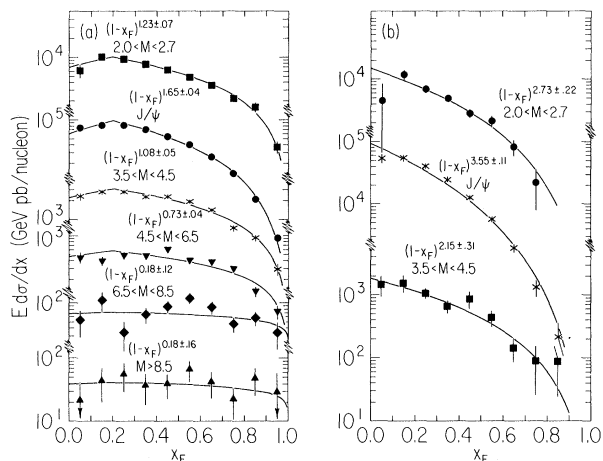 (a)
(1-x_F)^1.23±.07
2.0<M<2.7
(1-x_F)^1.65±.04
J/ψ
(1-x_F)^1.08±.05
3.5<M<4.5
(1-x_F)^0.73±.04
4.5<M<6.5
(1-x_F)^0.18±.12
6.5<M<8.5
(1-x_F)^0.18±.16
M>8.5
10^4
10^5
10^3
10^3
10^2
10^2
10^1
E dσ/dx (GeV pb/nucleon)
0.0 0.2 0.4 0.6 0.8 1.0
x_F
(b)
(1-x_F)^2.73±.22
2.0<M<2.7
(1-x_F)^3.55±.11
J/ψ
(1-x_F)^2.15±.31
3.5<M<4.5
10^4
10^5
10^4
10^3
10^2
10^1
0.0 0.2 0.4 0.6 0.8 1.0
x_F